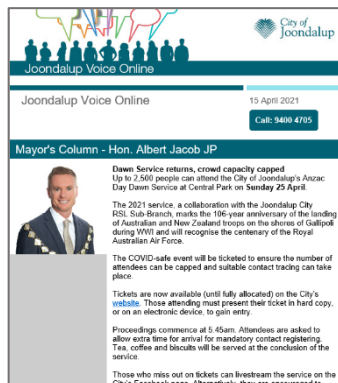 City of
Joondalup
Joondalup Voice Online
Joondalup Voice Online
15 April 2021
Call: 9400 4705
Mayor's Column - Hon. Albert Jacob JP
Dawn Service returns, crowd capacity capped
Up to 2,500 people can attend the City of Joondalup's Anzac
Day Dawn Service at Central Park on Sunday 25 April.
The 2021 service, a collaboration with the Joondalup City
RSL Sub-Branch, marks the 106-year anniversary of the landing
of Australian and New Zealand troops on the shores of Gallipoli
during WWI and will recognise the centenary of the Royal
Australian Air Force.
The COVID-safe event will be ticketed to ensure the number of
attendees can be capped and suitable contact tracing can take
place.
Tickets are now available (until fully allocated) on the City's
website. Those attending must present their ticket in hard copy,
or on an electronic device, to gain entry.
Proceedings commence at 5.45am. Attendees are asked to
allow extra time for arrival for mandatory contact registering.
Tea, coffee and biscuits will be served at the conclusion of the
service.
Those who miss out on tickets can livestream the service on the
City's Facebook page. Alternatively, they are encouraged to